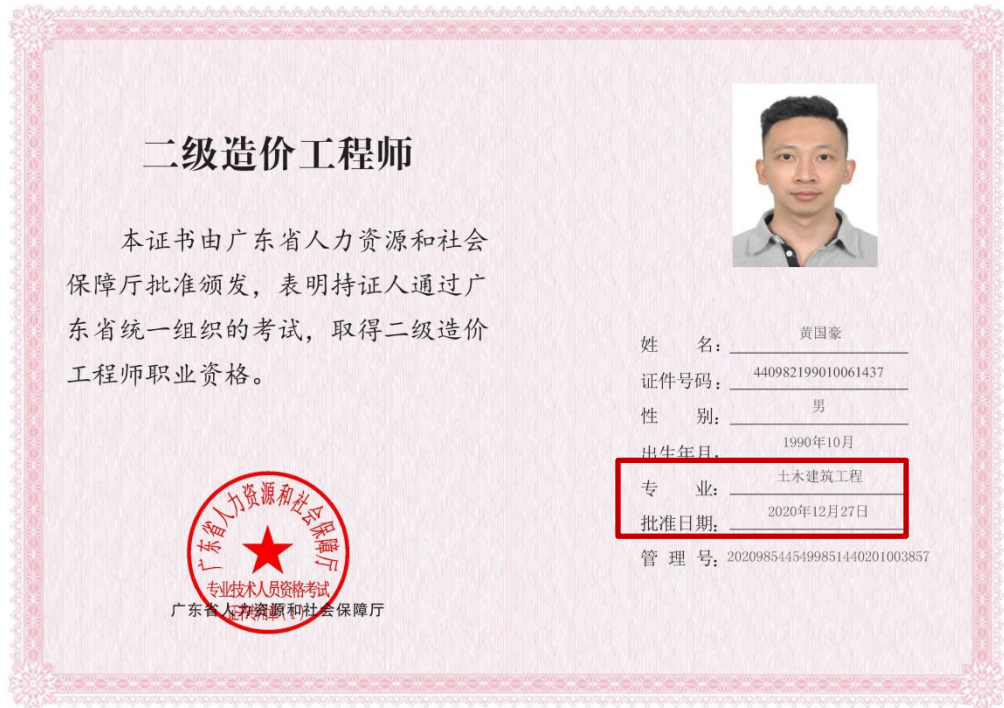 二级造价工程师
本证书由广东省人力资源和社会
保障厅批准颁发，表明持证人通过广
东省统一组织的考试，取得二级造价
工程师职业资格。
广东省人力资源和社会保障厅
专业技术人员资格考试
广东省人力资源和社会保障厅
姓 名：黄国豪
证件号码：440982199010061437
性 别：男
出生年月：1990年10月
专 业：土木建筑工程
批准日期：2020年12月27日
管 理 号：20209854454999851440201003857